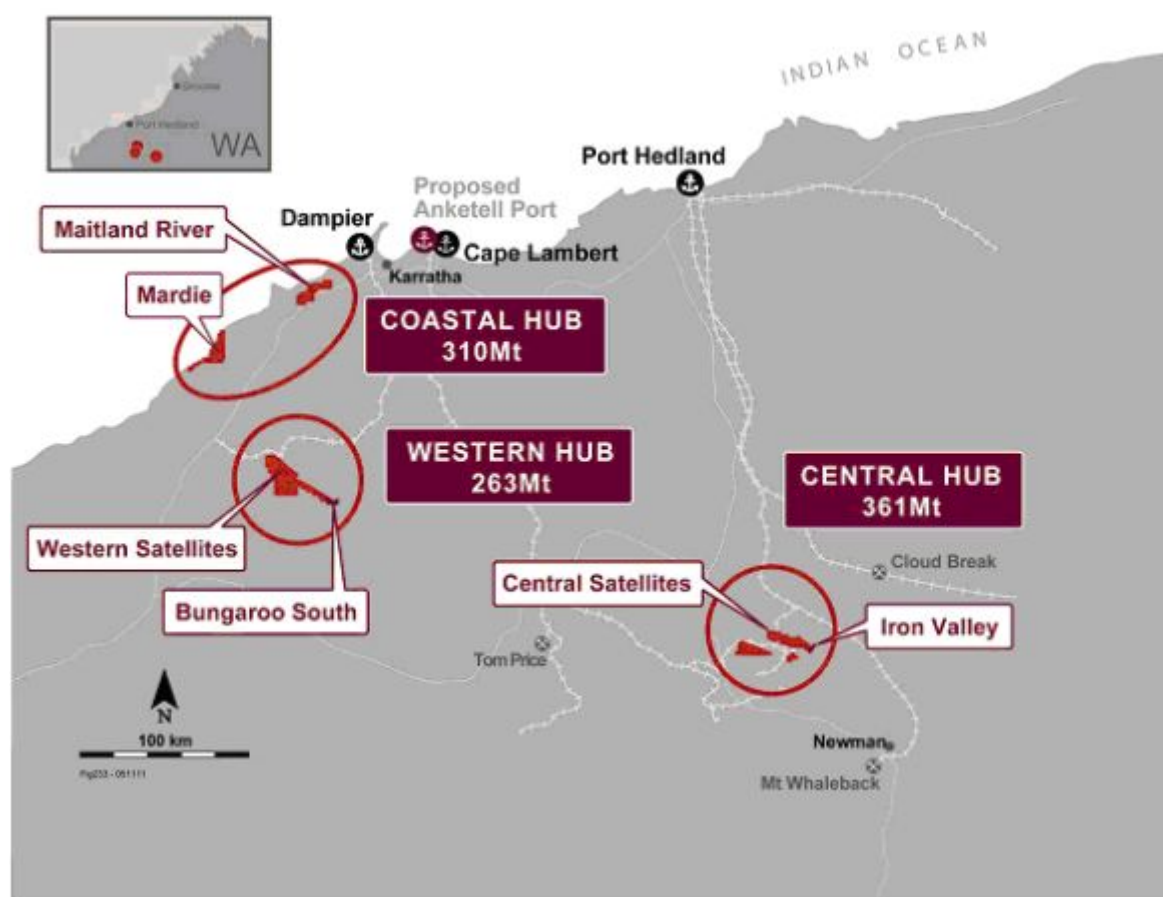 INDIAN OCEAN
Broome
Port Hedland
WA
Port Hedland
Proposed
Anketell Port
Dampier
Cape Lambert
Karratha
Maitland River
Mardie
COASTAL HUB
310Mt
WESTERN HUB
263Mt
CENTRAL HUB
361Mt
Western Satellites
Bungaroo South
Cloud Break
Central Satellites
Iron Valley
Tom Price
N
100 km
Fig233 - 051111
Newman
Mt Whaleback